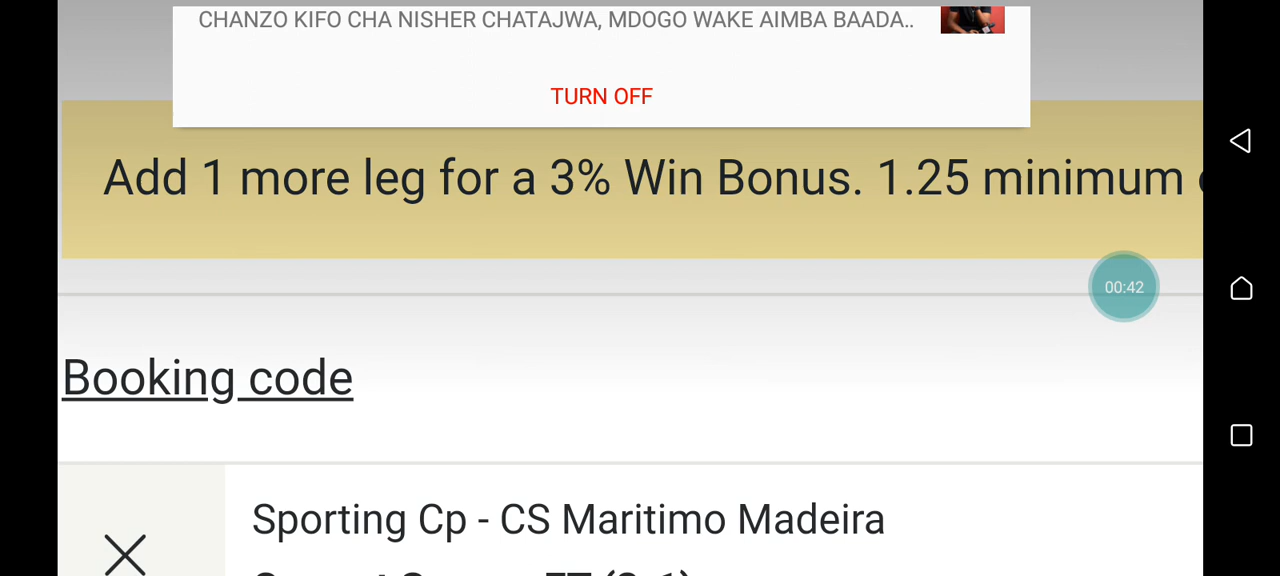 CHANZO KIFO CHA NISHER CHATAJWA, MDOGO WAKE AIMBA BAADA..
TURN OFF
Add 1 more leg for a 3% Win Bonus. 1.25 minimum
00:42
Booking code
Sporting Cp - CS Maritimo Madeira